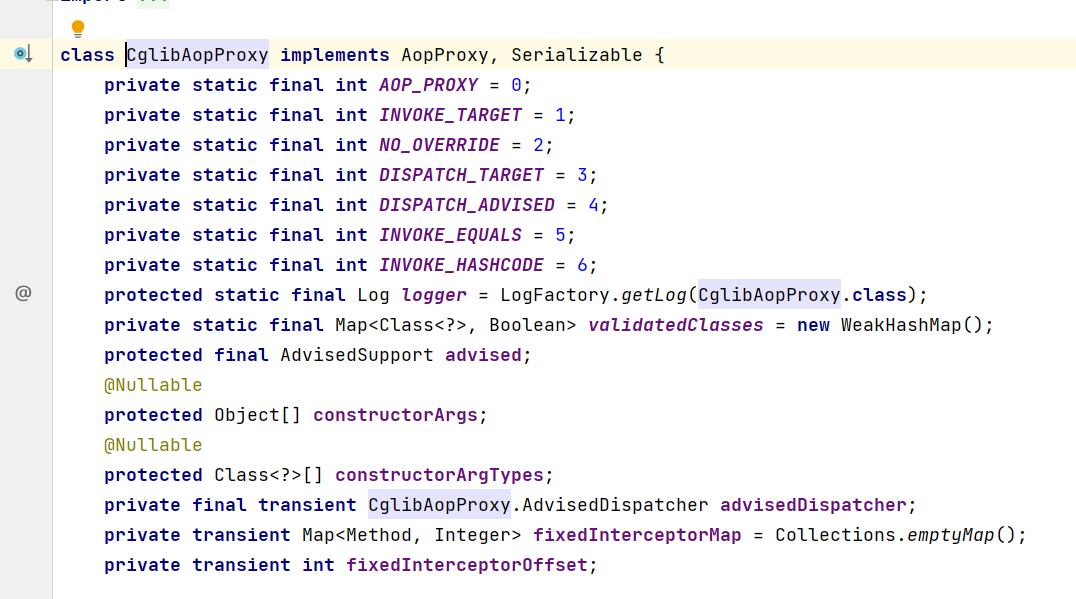 import ...
class CglibAopProxy implements AopProxy, Serializable {
private static final int AOP_PROXY = 0;
private static final int INVOKE_TARGET = 1;
private static final int NO_OVERRIDE = 2;
private static final int DISPATCH_TARGET = 3;
private static final int DISPATCH_ADVISED = 4;
private static final int INVOKE_EQUALS = 5;
private static final int INVOKE_HASHCODE = 6;
@
protected static final Log logger = LogFactory.getLog(CglibAopProxy.class);
private static final Map<Class<?>, Boolean> validatedClasses = new WeakHashMap();
protected final AdvisedSupport advised;
@Nullable
protected Object[] constructorArgs;
@Nullable
protected Class<?>[] constructorArgTypes;
private final transient CglibAopProxy.AdvisedDispatcher advisedDispatcher;
private transient Map<Method, Integer> fixedInterceptorMap = Collections.emptyMap();
private transient int fixedInterceptorOffset;